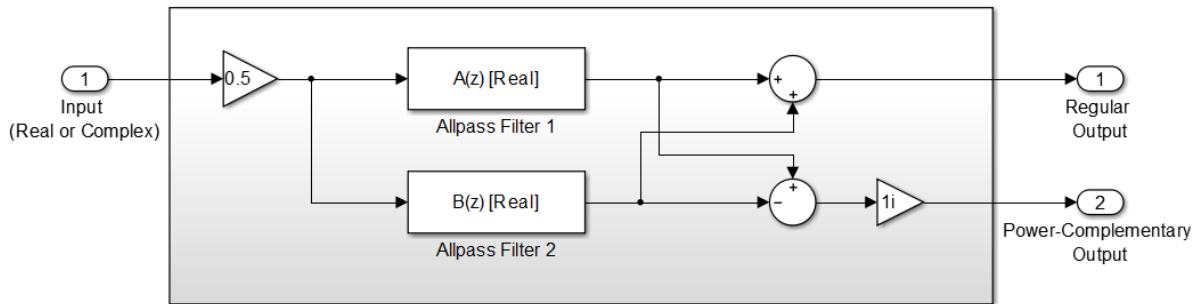 1
Input
(Real or Complex)
0.5
A(z) [Real]
Allpass Filter 1
B(z) [Real]
Allpass Filter 2
+
+
+
−
1i
1
Regular
Output
2
Power-Complementary
Output